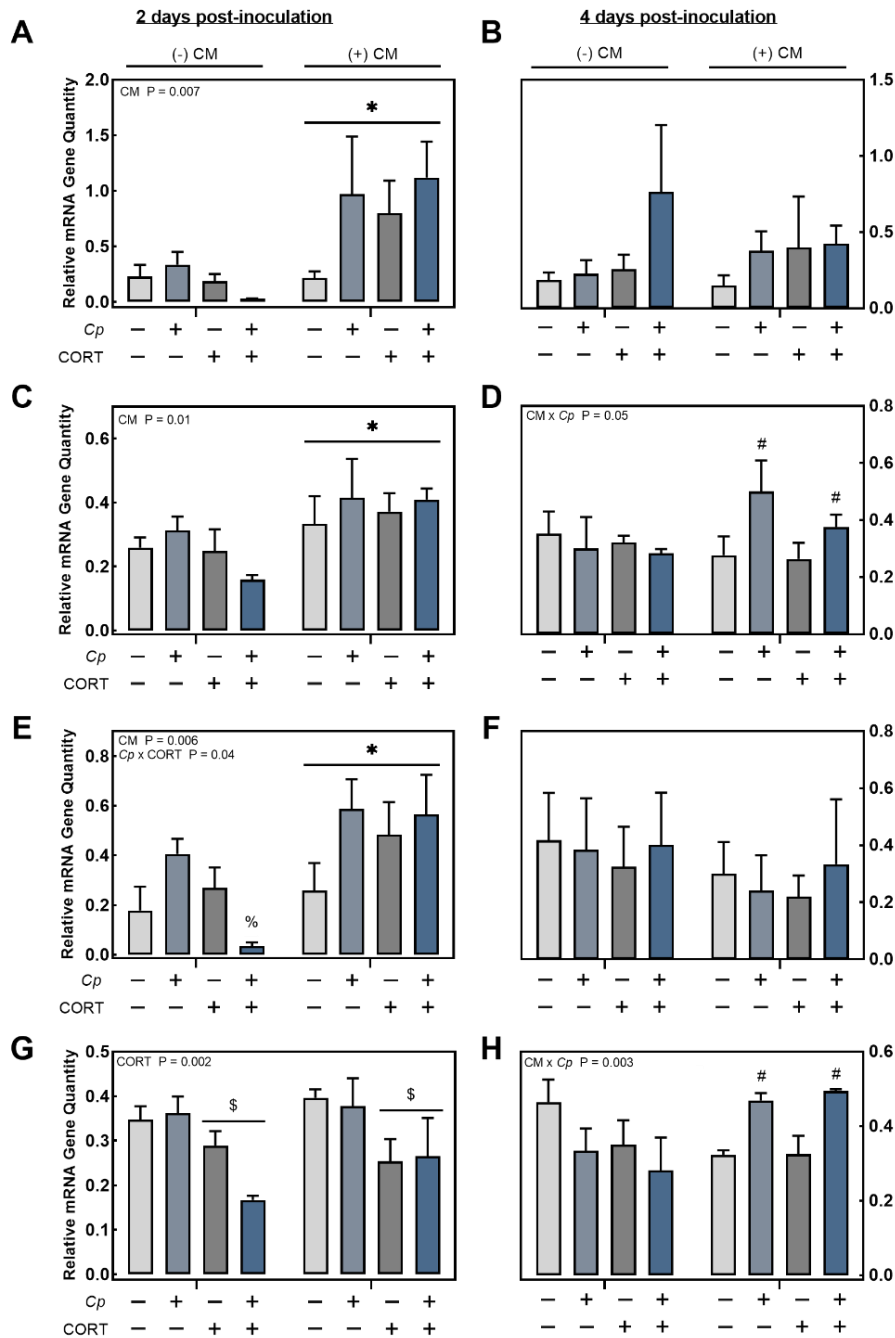 2 days post-inoculation
4 days post-inoculation
A
(-) CM
(+) CM
B
(-) CM
(+) CM
Relative mRNA Gene Quantity
2.0
1.5
1.0
0.5
0.0
CM P = 0.007
*
1.5
1.0
0.5
0.0
Cp – + – + – + – +
CORT – – + + – – + +
– + – + – + – +
– – + + – – + +
C
Relative mRNA Gene Quantity
0.6
0.4
0.2
0.0
CM P = 0.01
*
D
CM x Cp P = 0.05
# #
0.8
0.6
0.4
0.2
0.0
Cp – + – + – + – +
CORT – – + + – – + +
– + – + – + – +
– – + + – – + +
E
Relative mRNA Gene Quantity
0.8
0.6
0.4
0.2
0.0
CM P = 0.006
Cp x CORT P = 0.04
*
%
F
0.8
0.6
0.4
0.2
0.0
Cp – + – + – + – +
CORT – – + + – – + +
– + – + – + – +
– – + + – – + +
G
Relative mRNA Gene Quantity
0.5
0.4
0.3
0.2
0.1
0.0
CORT P = 0.002
$ $
H
CM x Cp P = 0.003
# #
0.6
0.4
0.2
0.0
Cp – + – + – + – +
CORT – – + + – – + +
– + – + – + – +
– – + + – – + +